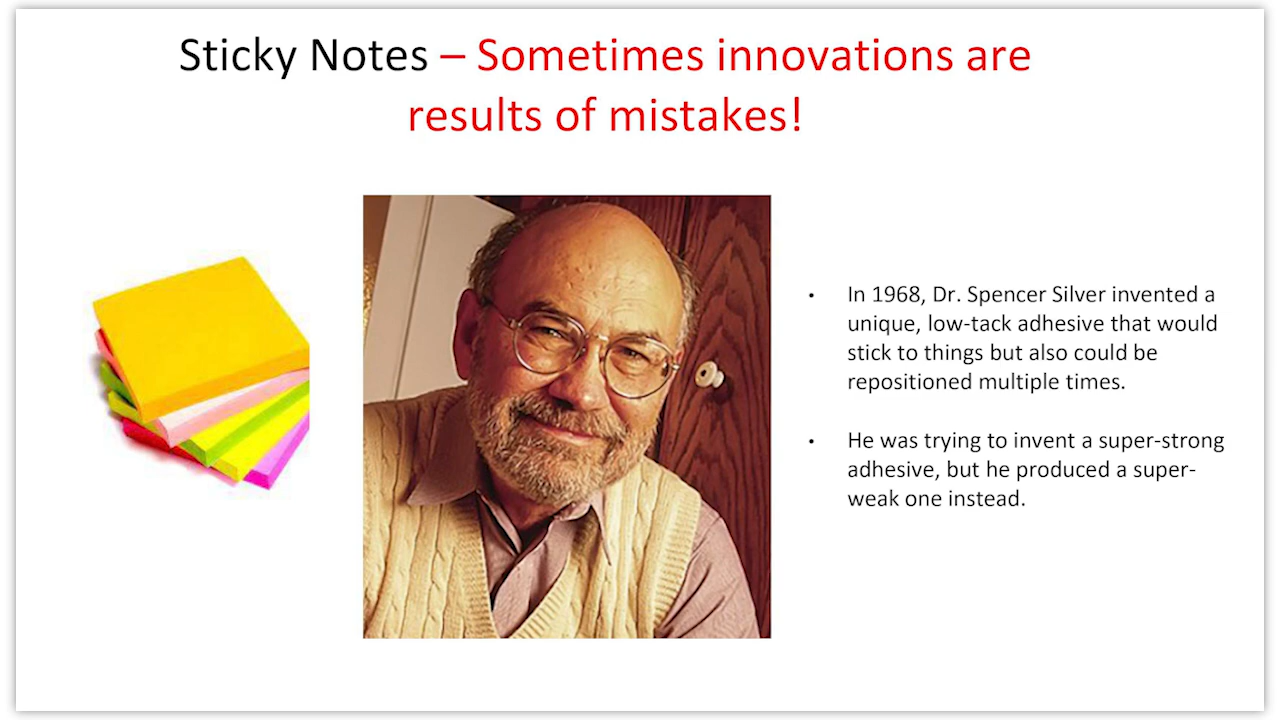 Sticky Notes – Sometimes innovations are
results of mistakes!
• In 1968, Dr. Spencer Silver invented a
unique, low-tack adhesive that would
stick to things but also could be
repositioned multiple times.
• He was trying to invent a super-strong
adhesive, but he produced a super-
weak one instead.